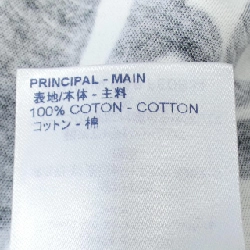 PRINCIPAL - MAIN
表地/本体 - 主料
100% COTON - COTTON
コットン - 棉